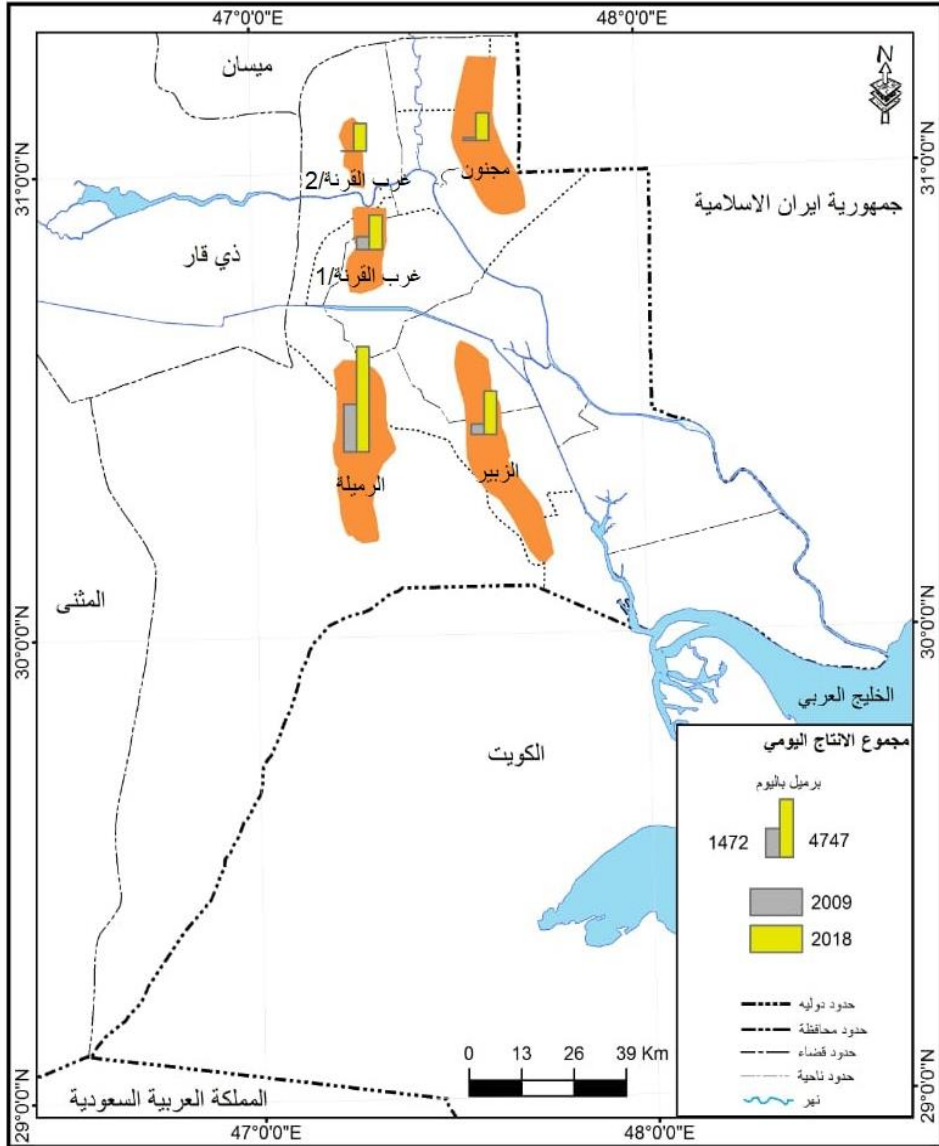 47°0'0"E
48°0'0"E
N
ميسان
31°0'0"N
31°0'0"N
مجنون
غرب القرنة/2
جمهورية ايران الاسلامية
ذي قار
غرب القرنة/1
الرميلة
الزبير
المثنى
30°0'0"N
30°0'0"N
الخليج العربي
الكويت
مجموع الانتاج اليومي
برميل باليوم
1472
4747
2009
2018
حدود دوليه
حدود محافظة
حدود قضاء
حدود ناحية
نهر
0 13 26 39 Km
المملكة العربية السعودية
29°0'0"N
29°0'0"N
47°0'0"E
48°0'0"E